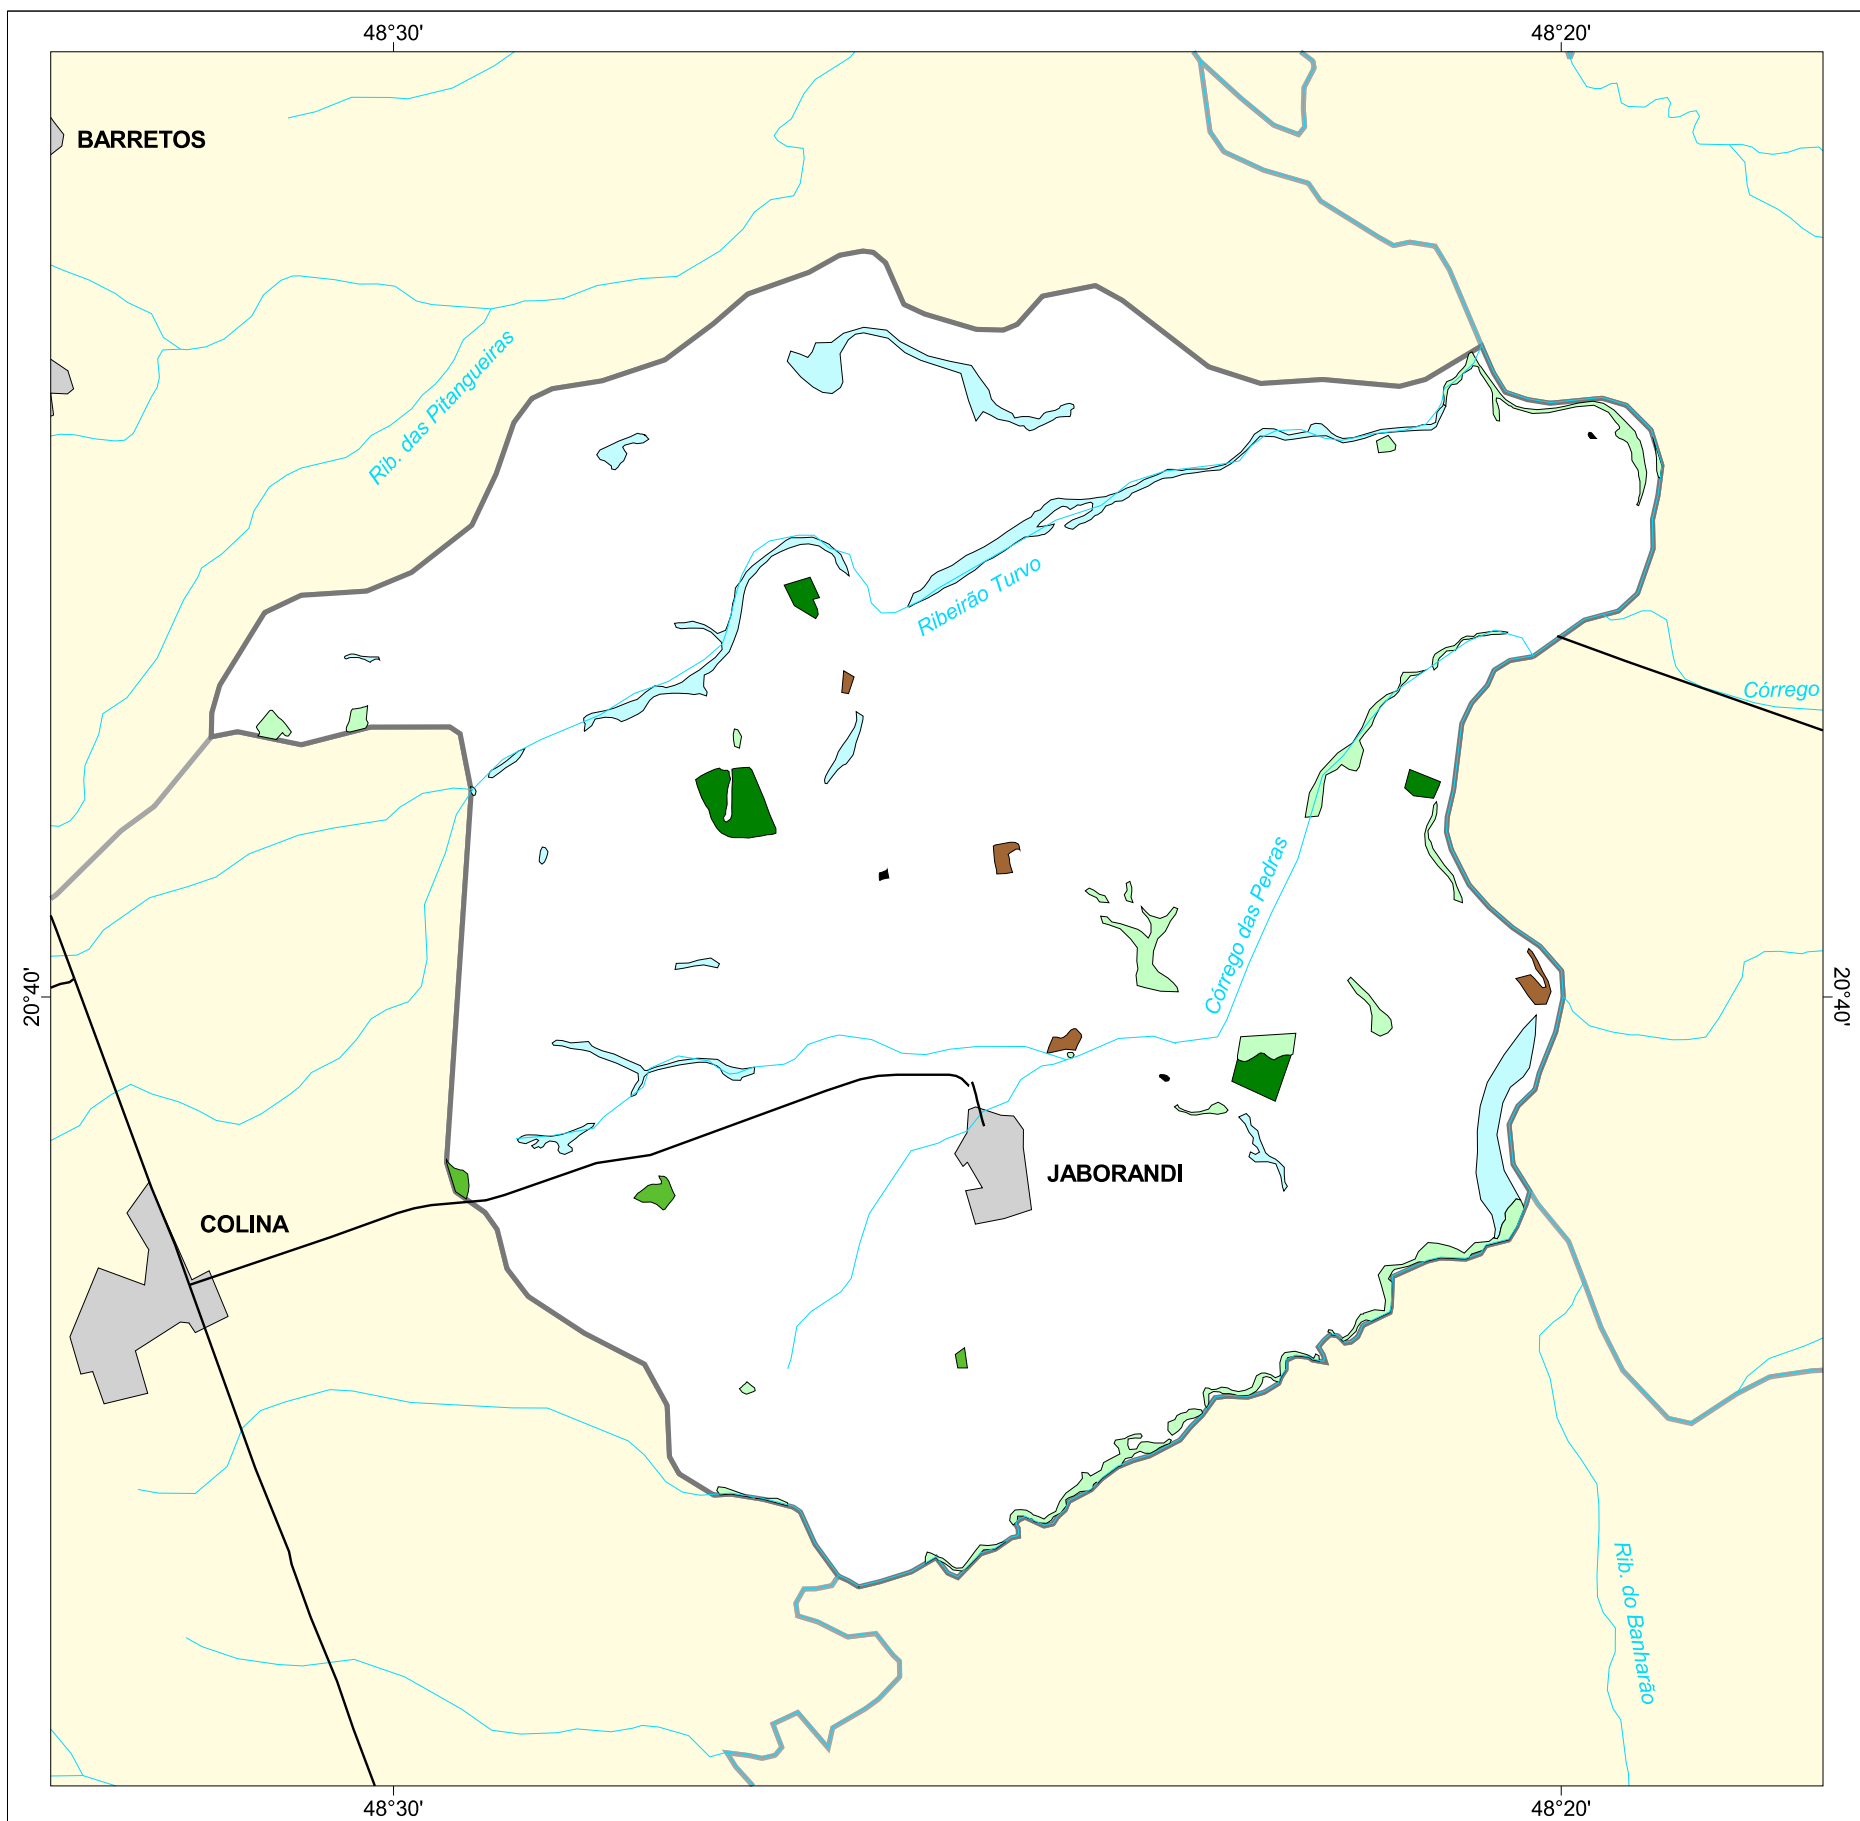 48°30'
48°20'
BARRETOS
Rib. das Pitangueiras
Ribeirão Turvo
Córrego
Córrego das Pedras
20°40'
20°40'
JABORANDI
COLINA
Rib. do Banharão
48°30'
48°20'